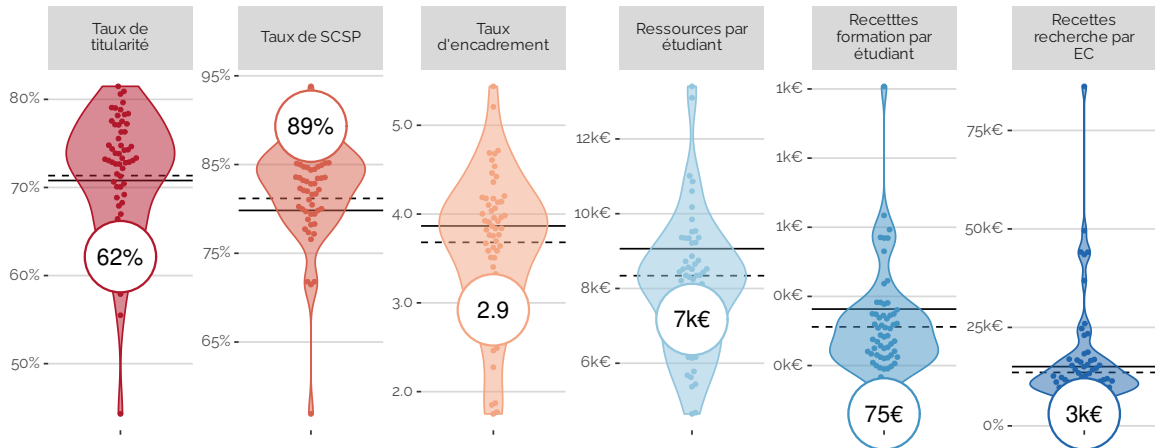 Taux de
titularité
80%
70%
60%
50%
62%
Taux de SCSP
95%
85%
75%
65%
89%
Taux
d'encadrement
5.0
4.0
3.0
2.0
2.9
Ressources par
étudiant
12k€
10k€
8k€
6k€
7k€
Recetttes
formation par
étudiant
1k€
1k€
1k€
0k€
0k€
75€
Recettes
recherche par
EC
75k€
50k€
25k€
0%
3k€